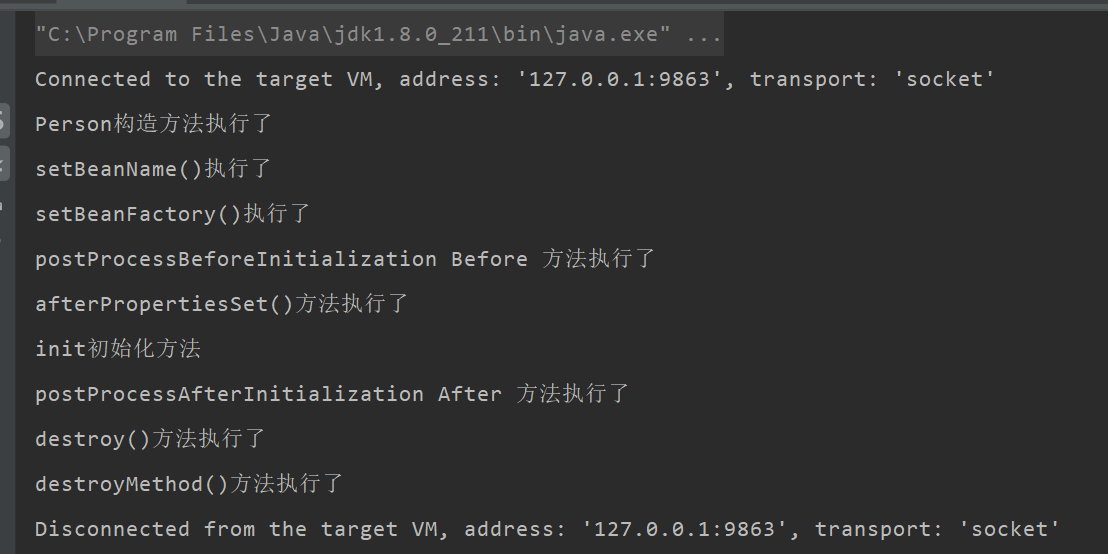 "C:\Program Files\Java\jdk1.8.0_211\bin\java.exe" ...
Connected to the target VM, address: '127.0.0.1:9863', transport: 'socket'
Person构造方法执行了
setBeanName()执行了
setBeanFactory()执行了
postProcessBeforeInitialization Before 方法执行了
afterPropertiesSet()方法执行了
init初始化方法
postProcessAfterInitialization After 方法执行了
destroy()方法执行了
destroyMethod()方法执行了
Disconnected from the target VM, address: '127.0.0.1:9863', transport: 'socket'